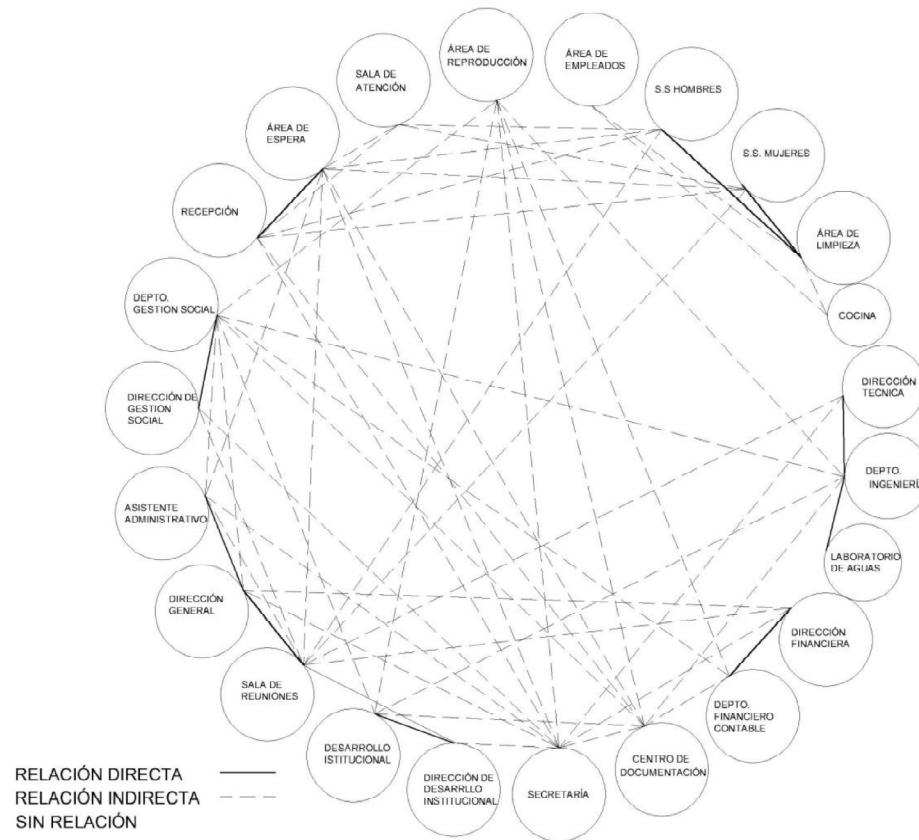 ÁREA DE
REPRODUCCIÓN
ÁREA DE
EMPLEADOS
SALA DE
ATENCIÓN
S.S HOMBRES
ÁREA DE
ESPERA
S.S. MUJERES
RECEPCIÓN
ÁREA DE
LIMPIEZA
DEPTO.
GESTION SOCIAL
COCINA
DIRECCIÓN
TECNICA
DIRECCIÓN DE
GESTION
SOCIAL
DEPTO.
INGENIERÍ
ASISTENTE
ADMINISTRATIVO
LABORATORIO
DE AGUAS
DIRECCIÓN
GENERAL
DIRECCIÓN
FINANCIERA
SALA DE
REUNIONES
DEPTO.
FINANCIERO
CONTABLE
DESARROLLO
ISTITUCIONAL
CENTRO DE
DOCUMENTACIÓN
DIRECCIÓN DE
DESARRLLO
INSTITUCIONAL
SECRETARÍA
RELACIÓN DIRECTA
RELACIÓN INDIRECTA
SIN RELACIÓN